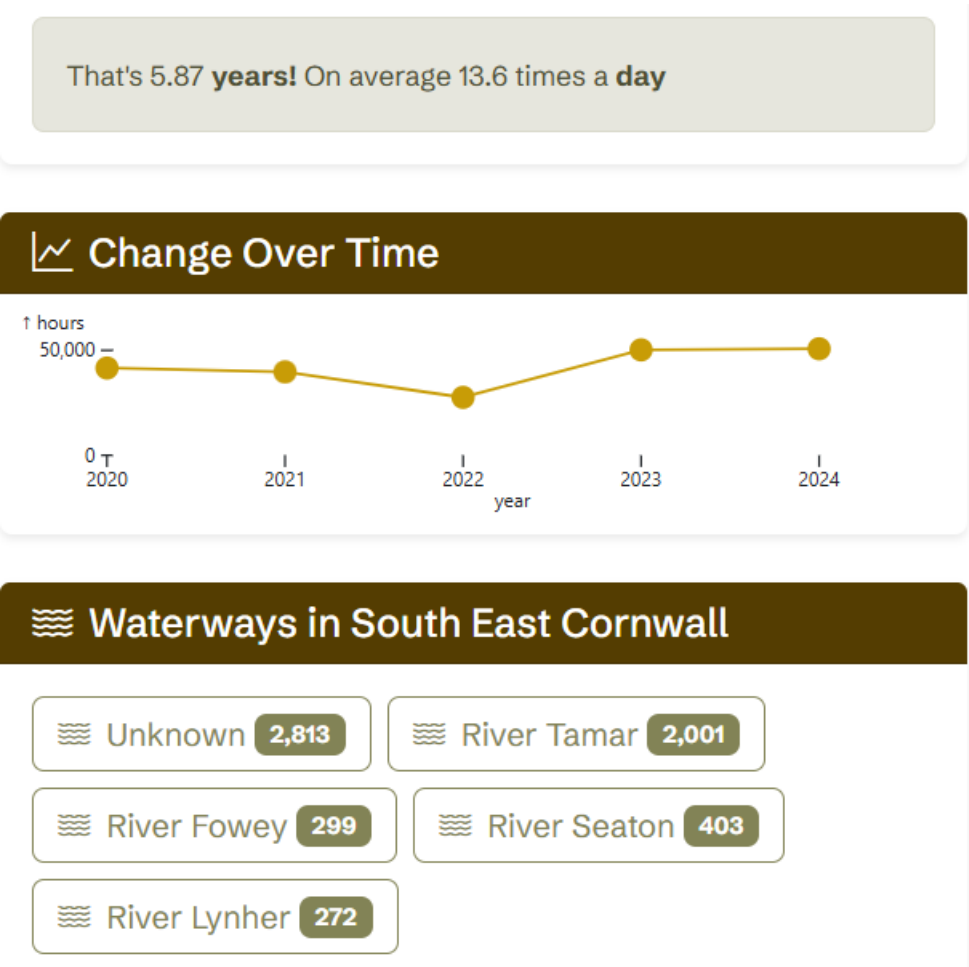 That's 5.87 years! On average 13.6 times a day
Change Over Time
↑ hours
50,000
0
2020 2021 2022 2023 2024
year
Waterways in South East Cornwall
Unknown 2,813 River Tamar 2,001
River Fowey 299 River Seaton 403
River Lynher 272